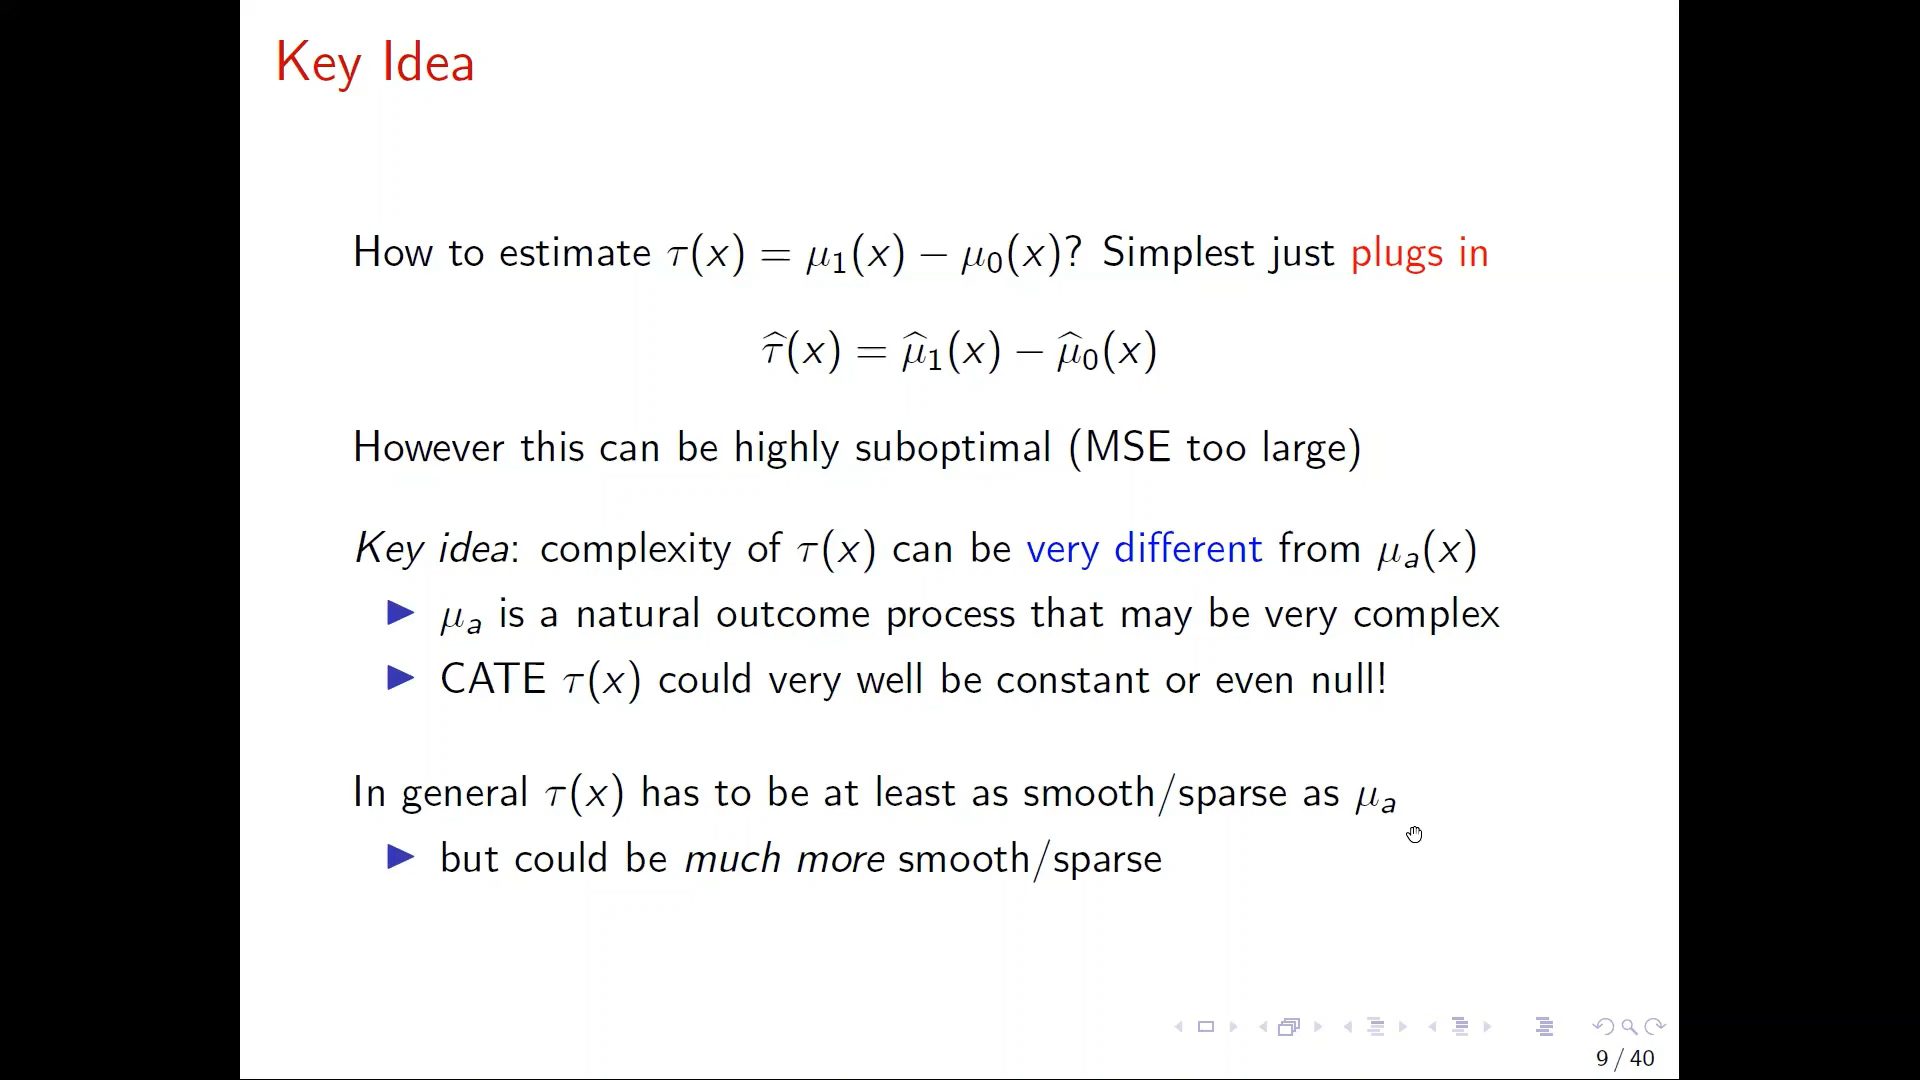 Key Idea
How to estimate τ(x) = μ₁(x) − μ₀(x)? Simplest just plugs in
τ̂(x) = μ̂₁(x) − μ̂₀(x)
However this can be highly suboptimal (MSE too large)
Key idea: complexity of τ(x) can be very different from μₐ(x)
▶ μₐ is a natural outcome process that may be very complex
▶ CATE τ(x) could very well be constant or even null!
In general τ(x) has to be at least as smooth/sparse as μₐ
▶ but could be much more smooth/sparse
9 / 40